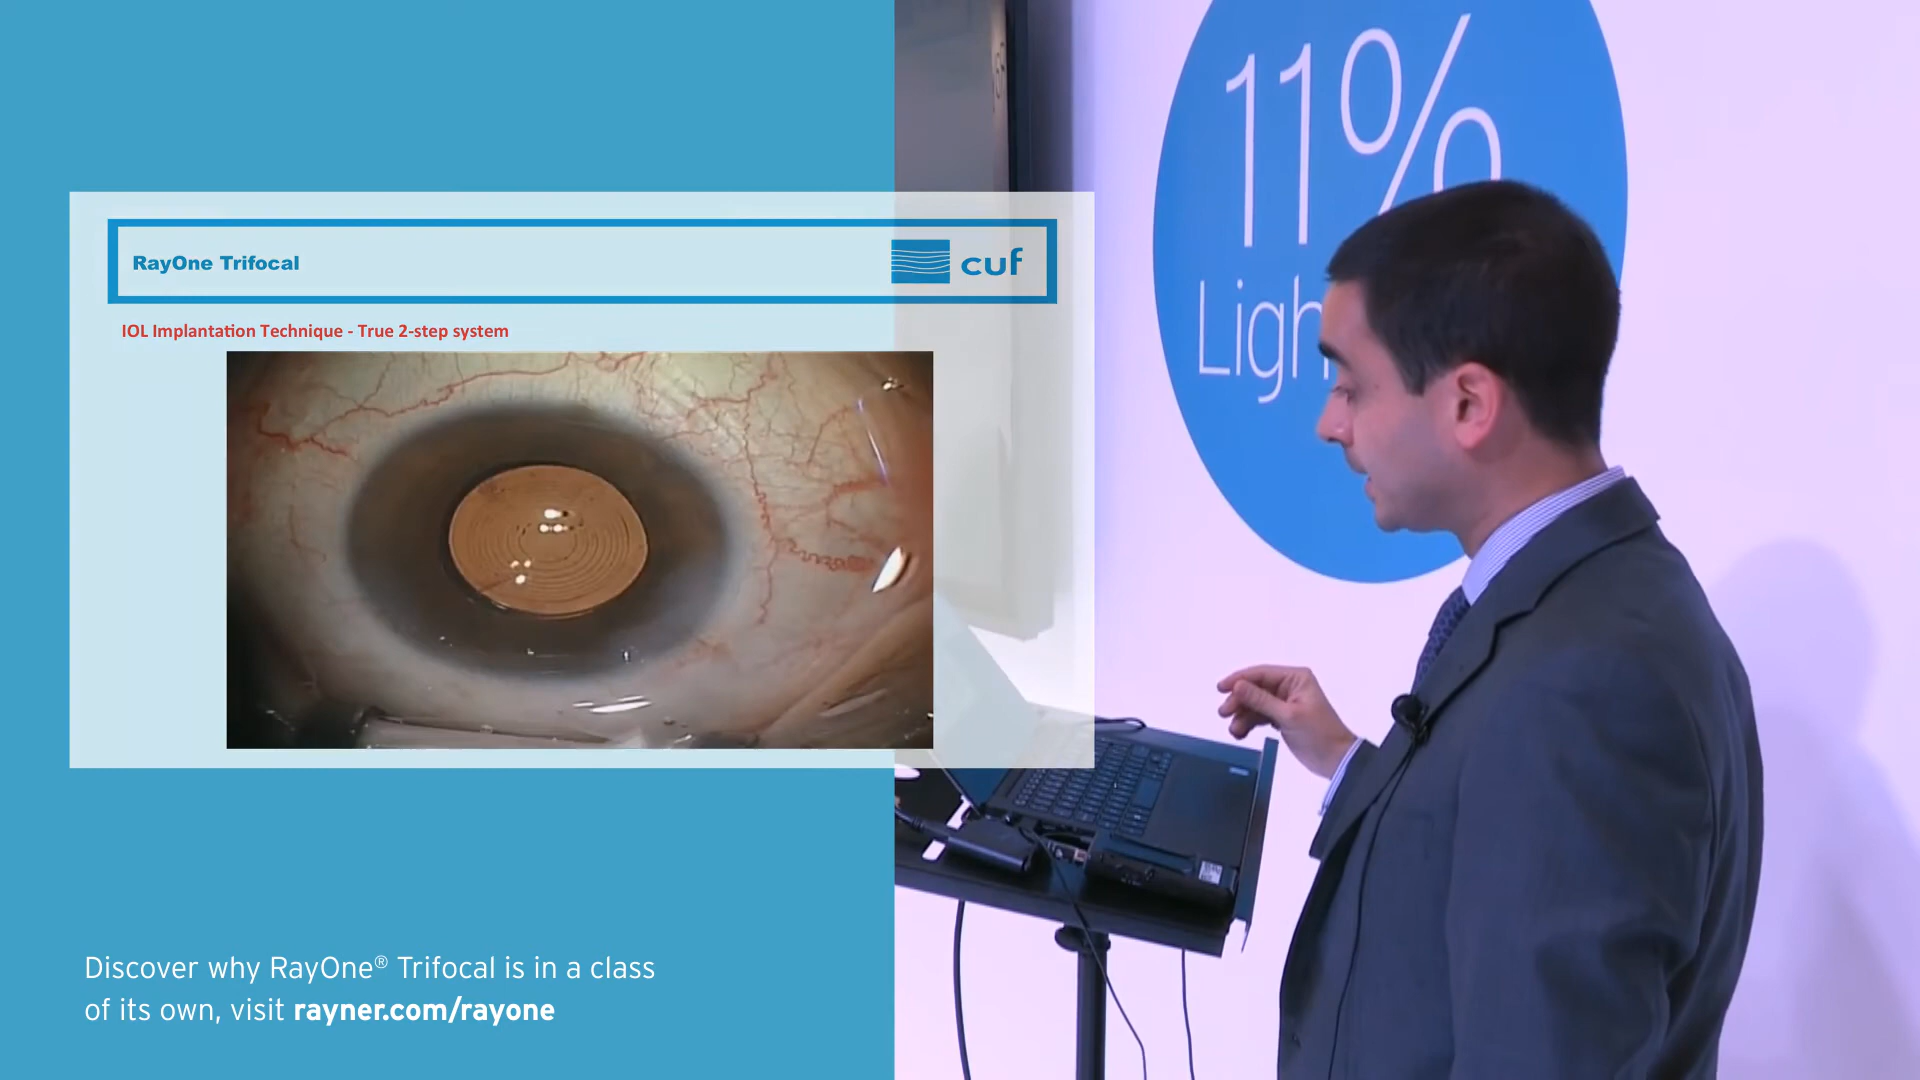 11%
Ligh
RayOne Trifocal
cuf
IOL Implantation Technique - True 2-step system
Discover why RayOne® Trifocal is in a class
of its own, visit rayner.com/rayone